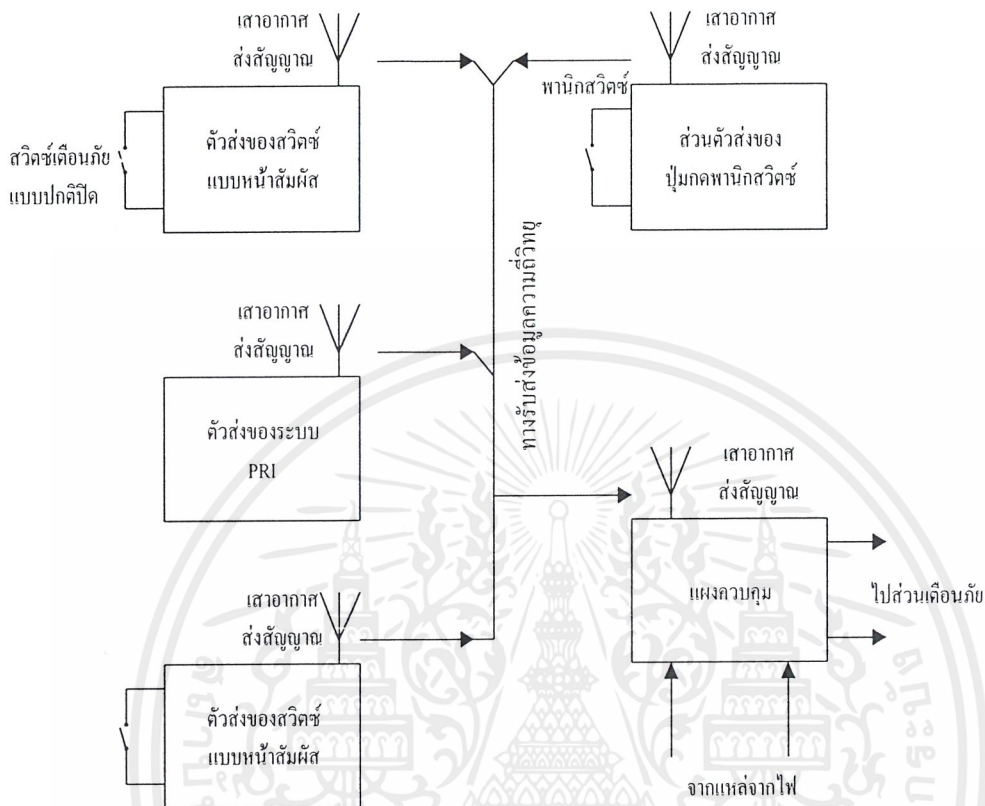 เสาอากาศ
ส่งสัญญาณ
ตัวส่งของสวิตซ์
แบบหน้าสัมผัส
สวิตซ์เตือนภัย
แบบปกติปิด
เสาอากาศ
ส่งสัญญาณ
พานิกสวิตซ์
ส่วนตัวส่งของ
ปุ่มกดพานิกสวิตซ์
ทางรับส่งข้อมูลความถี่วิทยุ
เสาอากาศ
ส่งสัญญาณ
ตัวส่งของระบบ
PRI
เสาอากาศ
ส่งสัญญาณ
แผงควบคุม
ไปส่วนเตือนภัย
จากแหล่จากไฟ
เสาอากาศ
ส่งสัญญาณ
ตัวส่งของสวิตซ์
แบบหน้าสัมผัส